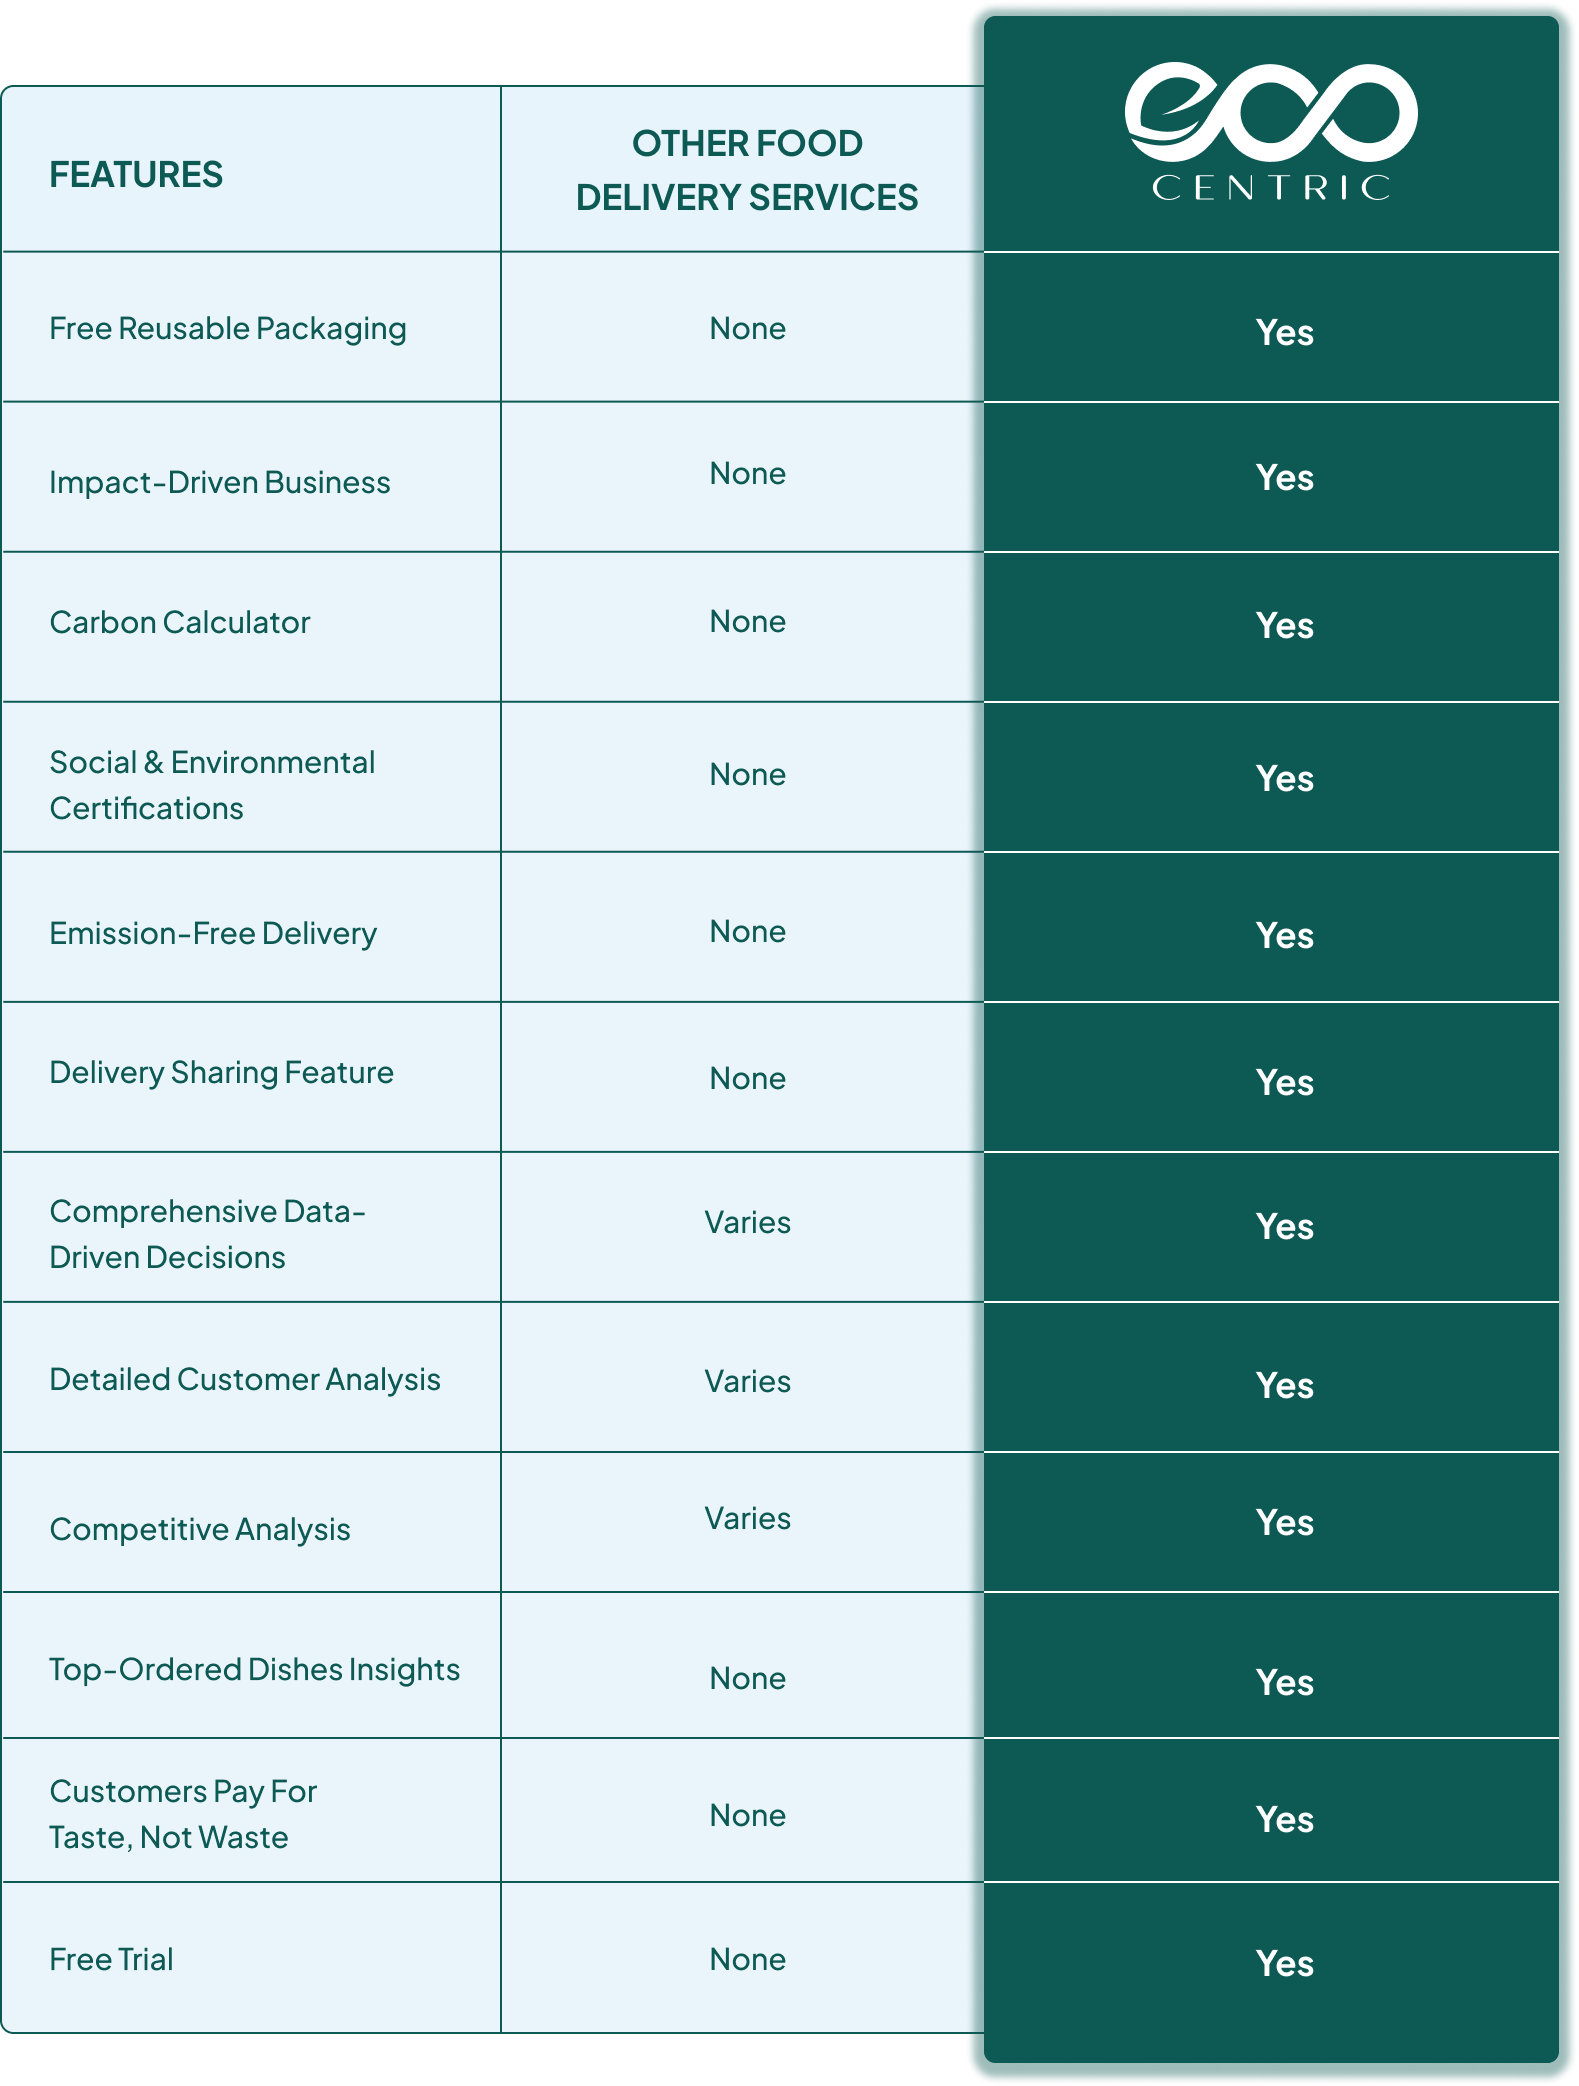 FEATURES
OTHER FOOD
DELIVERY SERVICES
eco
CENTRIC
Free Reusable Packaging
None
Yes
Impact-Driven Business
None
Yes
Carbon Calculator
None
Yes
Social & Environmental
Certifications
None
Yes
Emission-Free Delivery
None
Yes
Delivery Sharing Feature
None
Yes
Comprehensive Data-
Driven Decisions
Varies
Yes
Detailed Customer Analysis
Varies
Yes
Competitive Analysis
Varies
Yes
Top-Ordered Dishes Insights
None
Yes
Customers Pay For
Taste, Not Waste
None
Yes
Free Trial
None
Yes